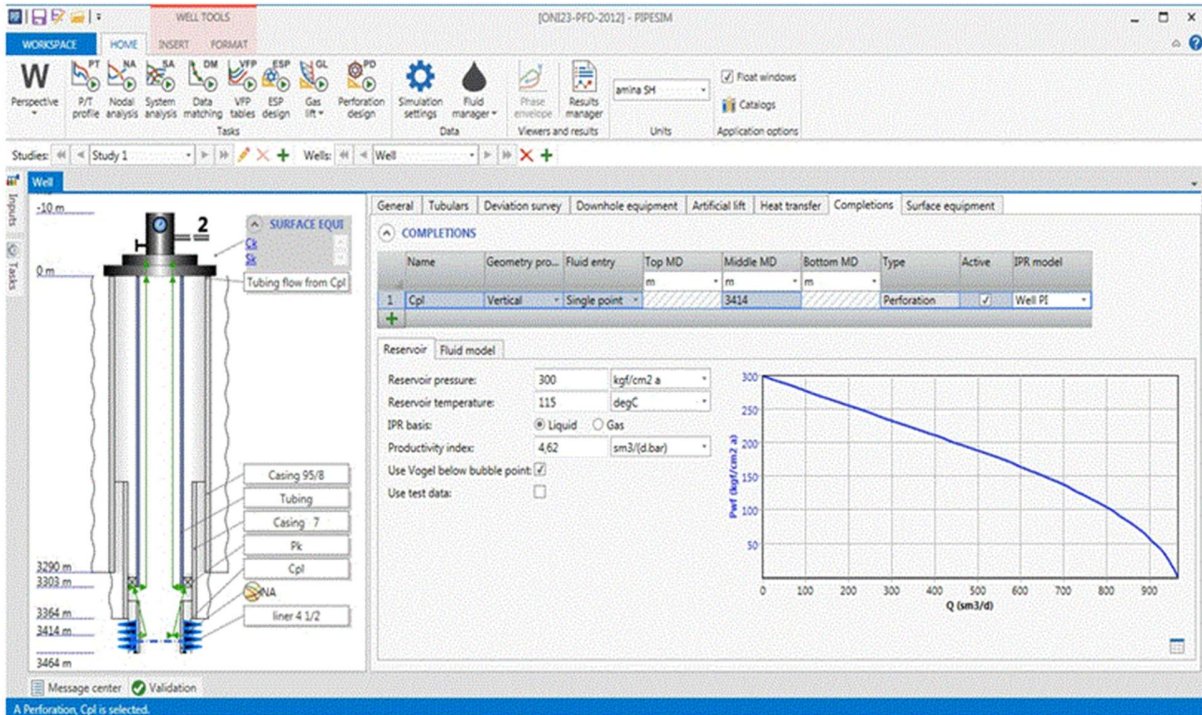 WELL TOOLS
[ONI23-PFD-2012] - PIPESIM
WORKSPACE HOME INSERT FORMAT
W PT NA SA DM VFP ESP GL PD
Perspective P/T profile Nodal analysis System analysis Data matching VFP tables ESP design Gas lift Perforation design Simulation settings Fluid manager Phase envelope Results manager
amina SH
Float windows
Catalogs
Tasks Data Viewers and results Units Application options
Studies: Study 1 Wells: Well
Inputs
Tasks
Well
-10 m
2
SURFACE EQUI
Ck
Sk
0 m
Tubing flow from Cpl
Casing 95/8
Tubing
Casing 7
Pk
Cpl
NA
liner 4 1/2
3290 m
3303 m
3364 m
3414 m
3464 m
General Tubulars Deviation survey Downhole equipment Artificial lift Heat transfer Completions Surface equipment
COMPLETIONS
Name Geometry pro... Fluid entry Top MD Middle MD Bottom MD Type Active IPR model
m m m
1 Cpl Vertical Single point 3414 Perforation Well PI
Reservoir Fluid model
Reservoir pressure: 300 kgf/cm2 a
Reservoir temperature: 115 degC
IPR basis: Liquid Gas
Productivity index: 4,62 sm3/(d.bar)
Use Vogel below bubble point:
Use test data:
Pwf (kgf/cm2 a)
300
250
200
150
100
50
0 100 200 300 400 500 600 700 800 900
Q (sm3/d)
Message center Validation
A Perforation, Cpl is selected.